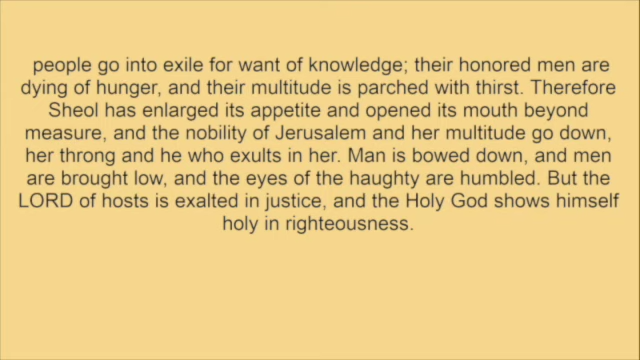 people go into exile for want of knowledge; their honored men are
dying of hunger, and their multitude is parched with thirst. Therefore
Sheol has enlarged its appetite and opened its mouth beyond
measure, and the nobility of Jerusalem and her multitude go down,
her throng and he who exults in her. Man is bowed down, and men
are brought low, and the eyes of the haughty are humbled. But the
LORD of hosts is exalted in justice, and the Holy God shows himself
holy in righteousness.